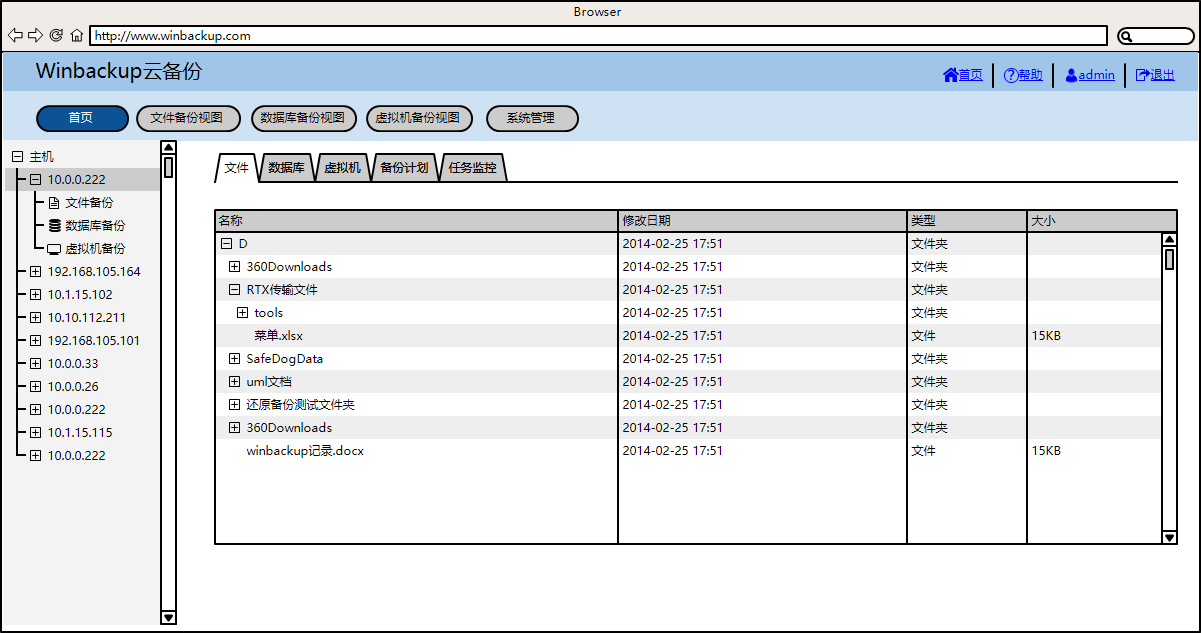 Browser
http://www.winbackup.com
Winbackup云备份
首页 帮助 admin 退出
首页 文件备份视图 数据库备份视图 虚拟机备份视图 系统管理
主机
10.0.0.222
文件备份
数据库备份
虚拟机备份
192.168.105.164
10.1.15.102
10.10.112.211
192.168.105.101
10.0.0.33
10.0.0.26
10.0.0.222
10.1.15.115
10.0.0.222
文件 数据库 虚拟机 备份计划 任务监控
名称 修改日期 类型 大小
D 2014-02-25 17:51 文件夹
360Downloads 2014-02-25 17:51 文件夹
RTX传输文件 2014-02-25 17:51 文件夹
tools 2014-02-25 17:51 文件夹
菜单.xlsx 2014-02-25 17:51 文件 15KB
SafeDogData 2014-02-25 17:51 文件夹
uml文档 2014-02-25 17:51 文件夹
还原备份测试文件夹 2014-02-25 17:51 文件夹
360Downloads 2014-02-25 17:51 文件夹
winbackup记录.docx 2014-02-25 17:51 文件 15KB